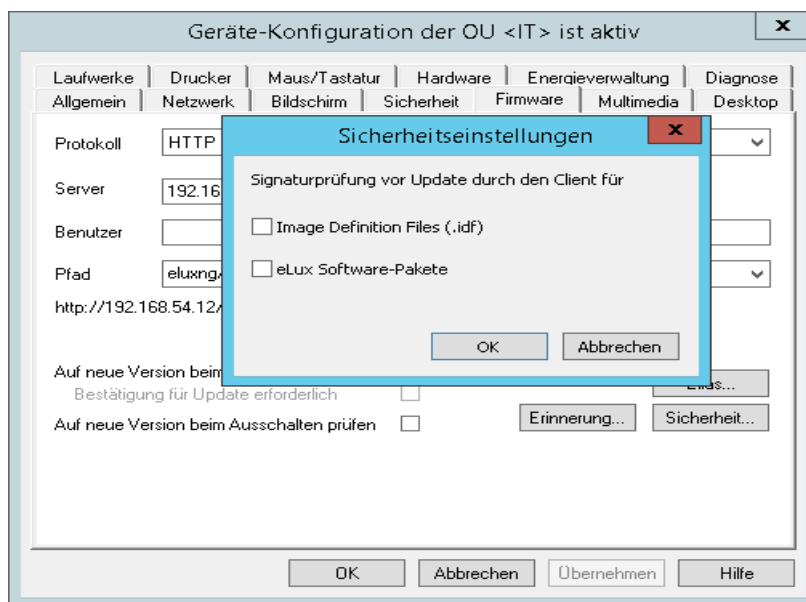 Geräte-Konfiguration der OU <IT> ist aktiv
x
Laufwerke Drucker Maus/Tastatur Hardware Energieverwaltung Diagnose
Allgemein Netzwerk Bildschirm Sicherheit Firmware Multimedia Desktop
Protokoll HTTP
Server 192.16
Benutzer
Pfad eluxng/
http://192.168.54.12/
Sicherheitseinstellungen
x
Signaturprüfung vor Update durch den Client für
Image Definition Files (.idf)
eLux Software-Pakete
OK Abbrechen
Auf neue Version beim
Bestätigung für Update erforderlich
Auf neue Version beim Ausschalten prüfen
Erinnerung... Sicherheit...
OK Abbrechen Übernehmen Hilfe